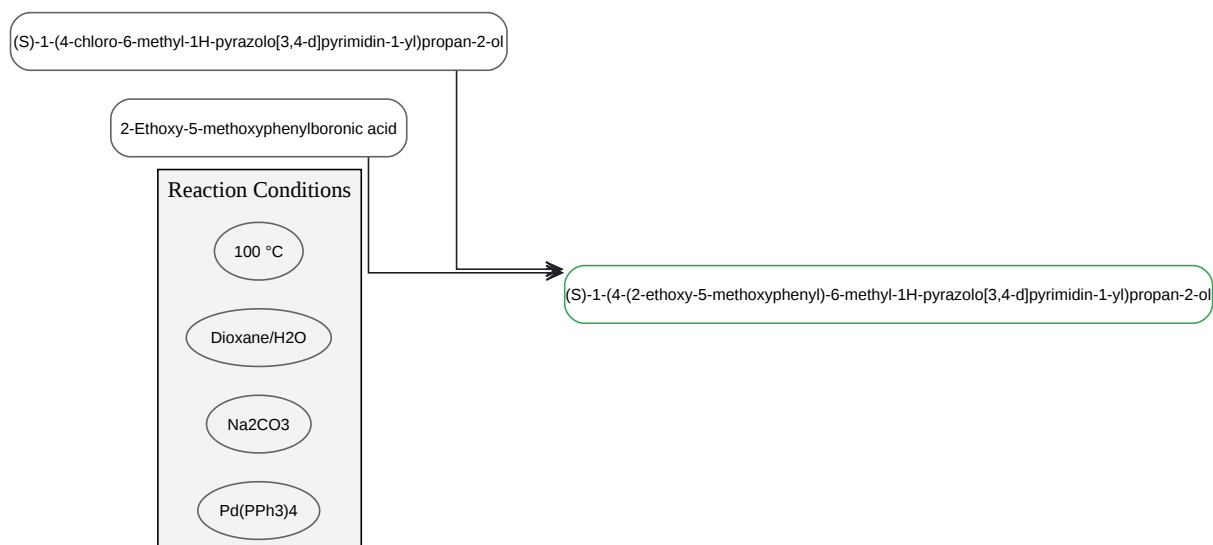 (S)-1-(4-chloro-6-methyl-1H-pyrazolo[3,4-d]pyrimidin-1-yl)propan-2-ol
2-Ethoxy-5-methoxyphenylboronic acid
Reaction Conditions
100 °C
Dioxane/H2O
Na2CO3
Pd(PPh3)4
(S)-1-(4-(2-ethoxy-5-methoxyphenyl)-6-methyl-1H-pyrazolo[3,4-d]pyrimidin-1-yl)propan-2-ol